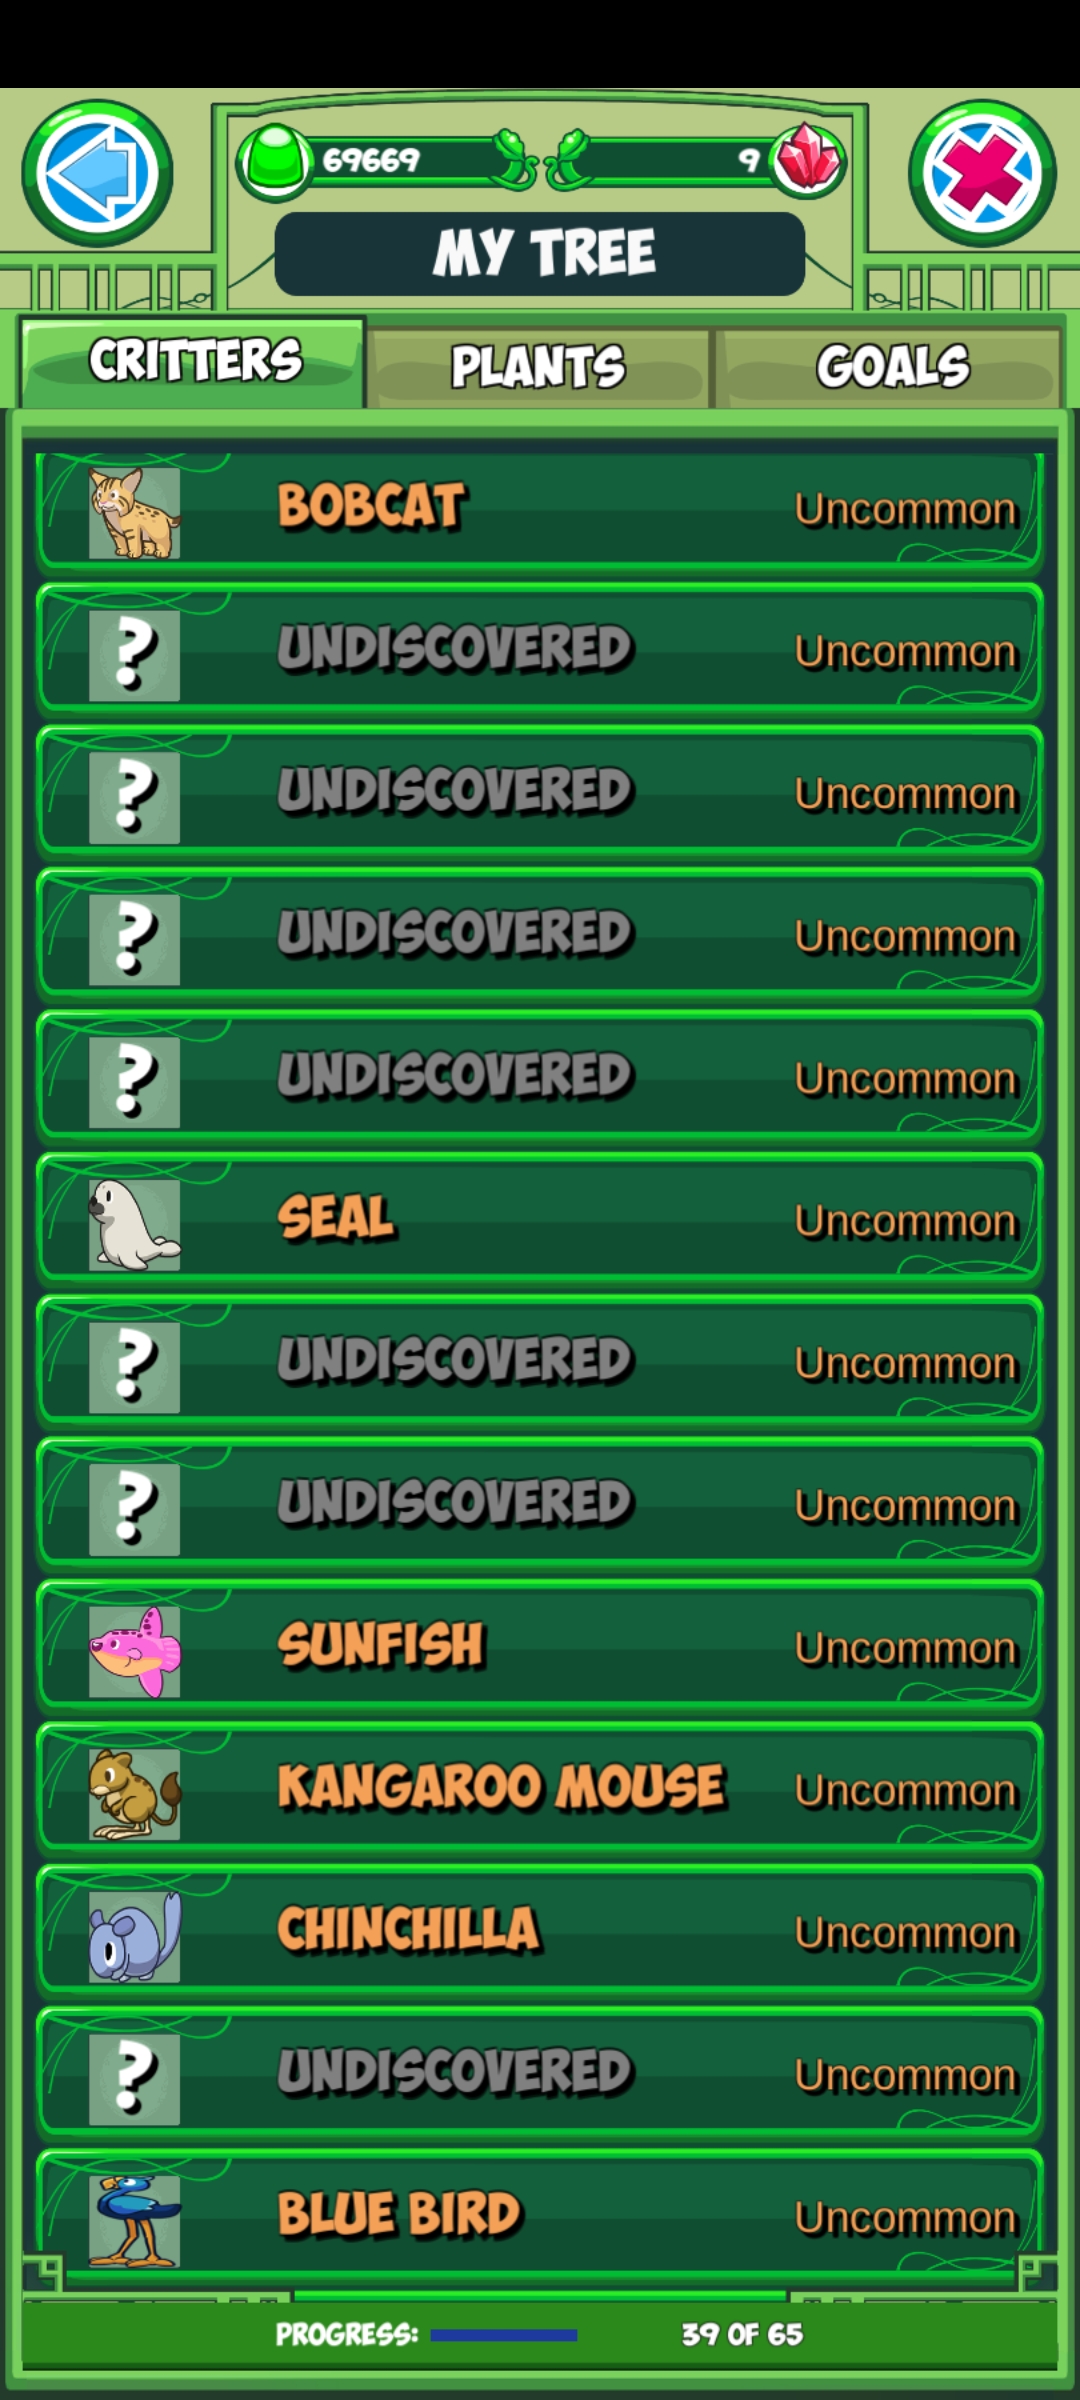 69669
9
MY TREE
CRITTERS
PLANTS
GOALS
BOBCAT Uncommon
? UNDISCOVERED Uncommon
? UNDISCOVERED Uncommon
? UNDISCOVERED Uncommon
? UNDISCOVERED Uncommon
SEAL Uncommon
? UNDISCOVERED Uncommon
? UNDISCOVERED Uncommon
SUNFISH Uncommon
KANGAROO MOUSE Uncommon
CHINCHILLA Uncommon
? UNDISCOVERED Uncommon
BLUE BIRD Uncommon
PROGRESS: 39 OF 65